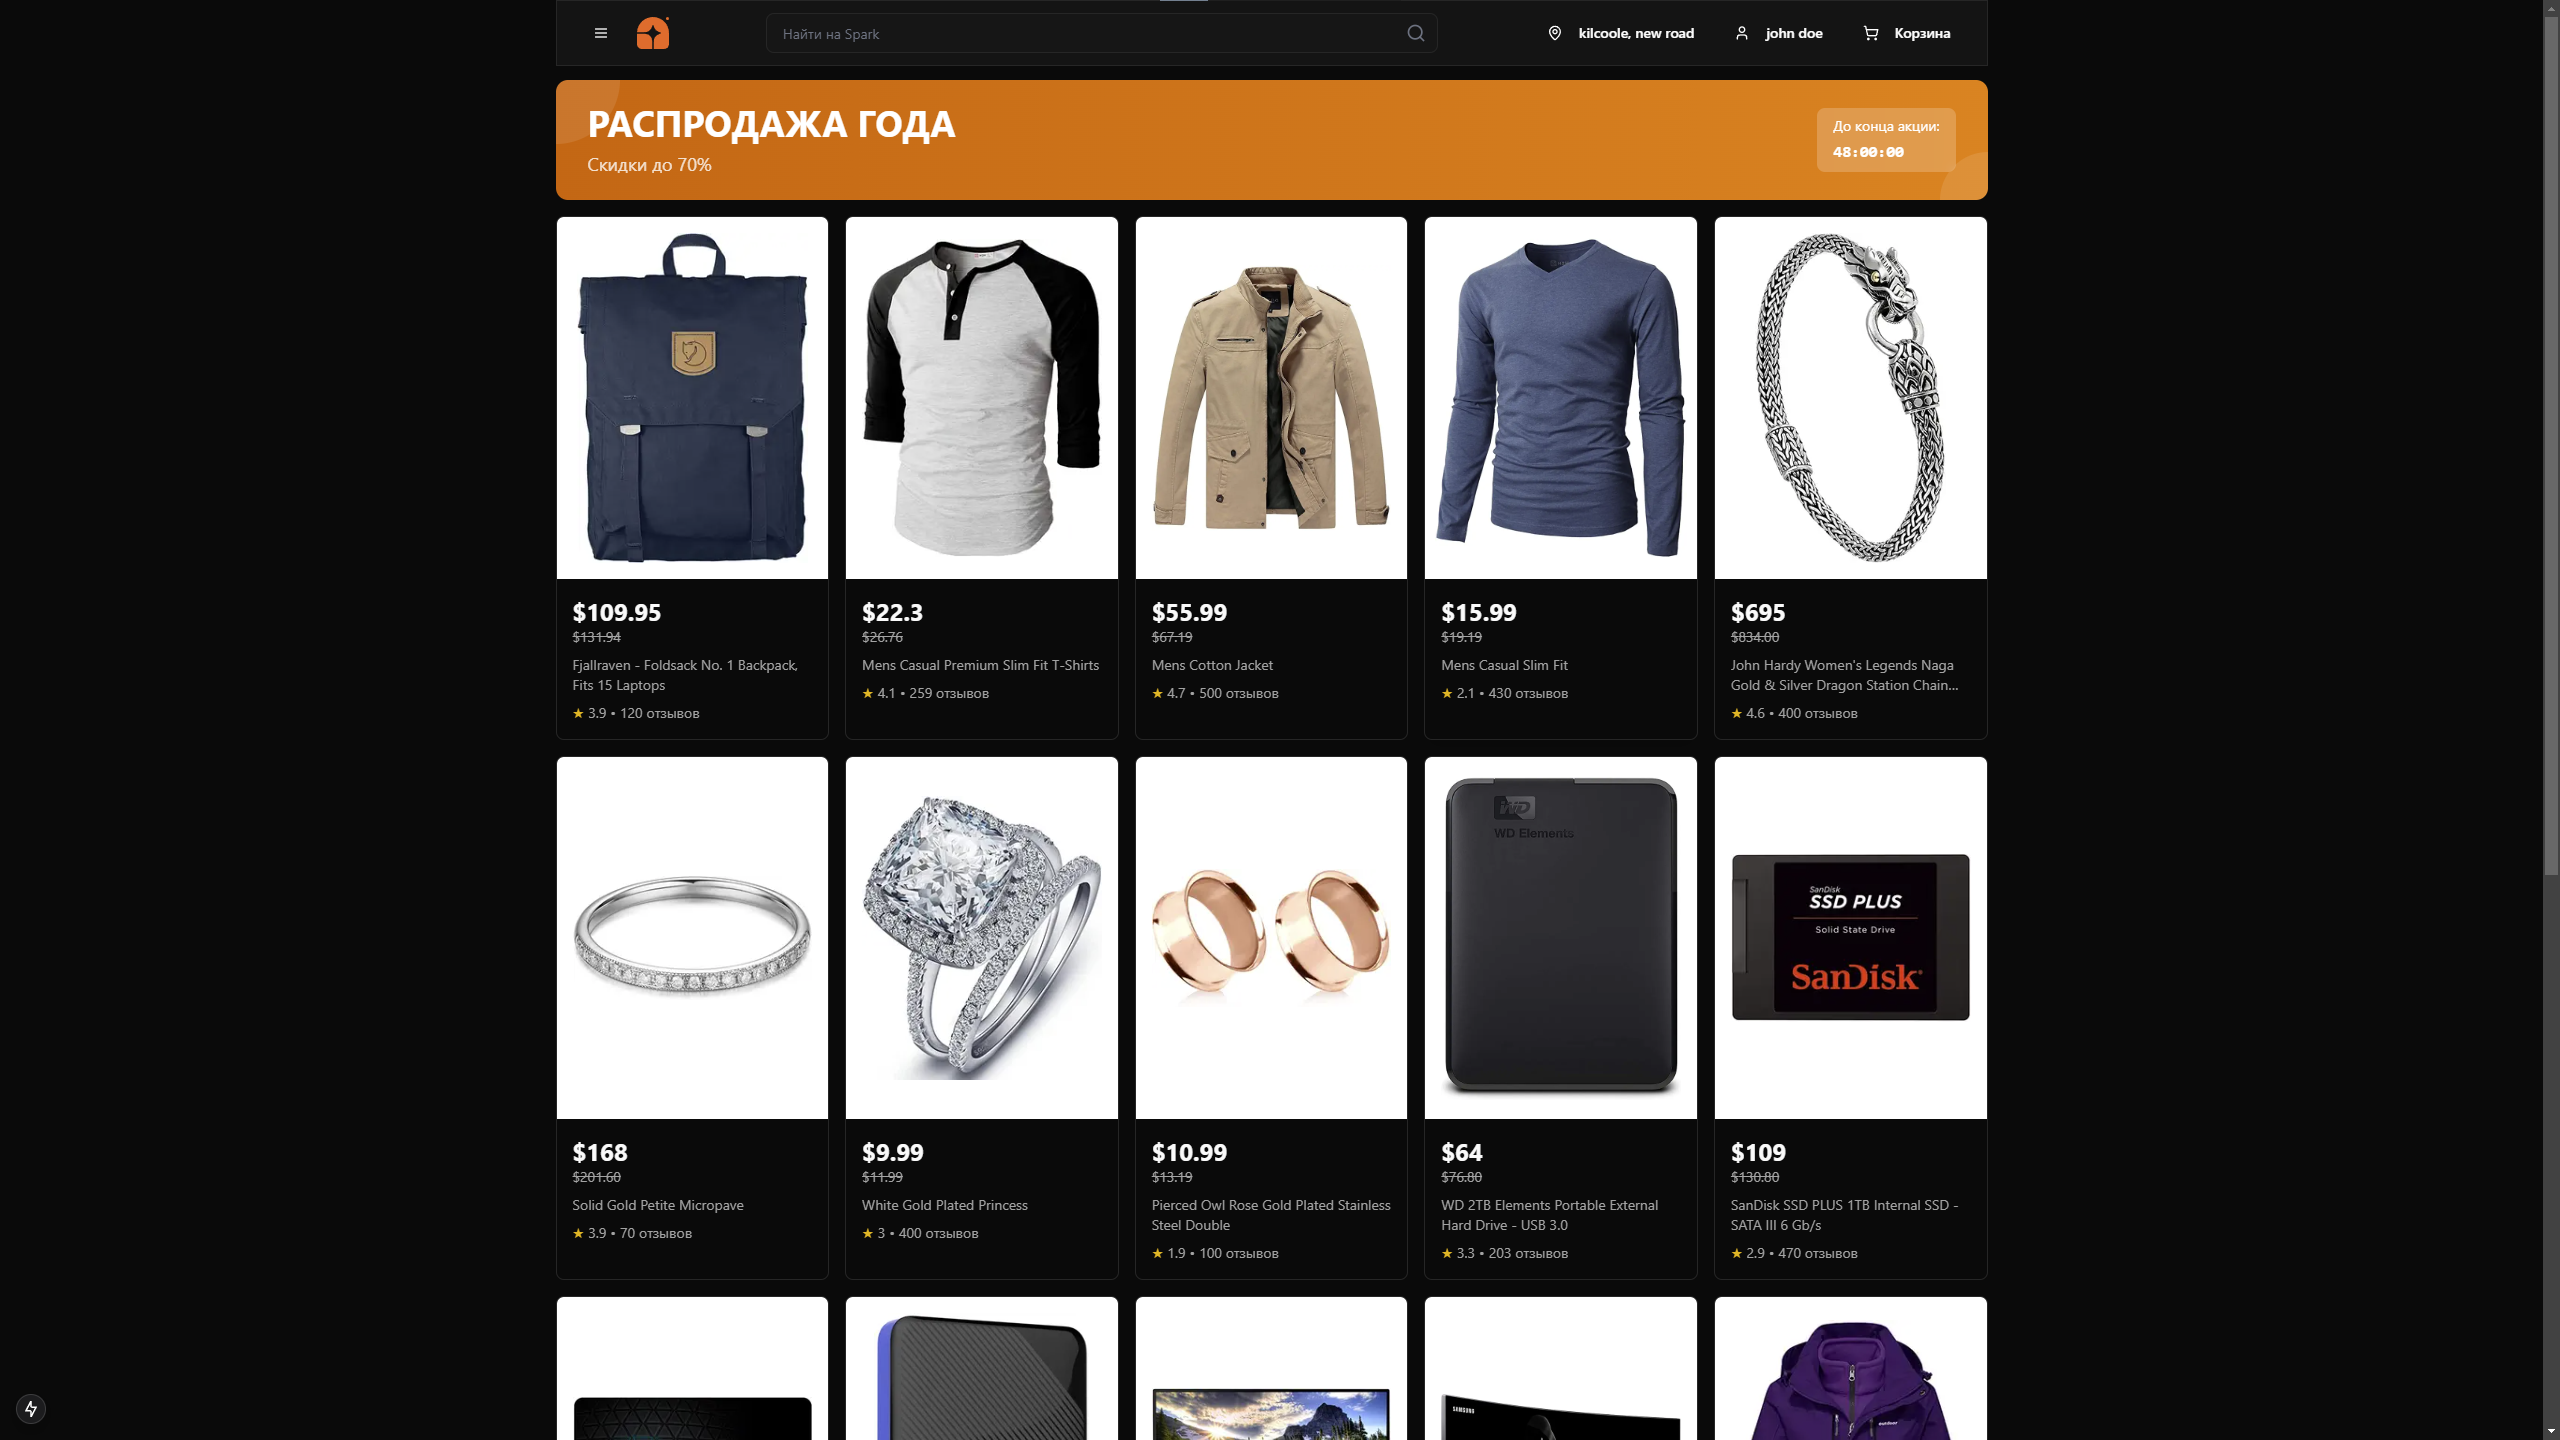 Найти на Spark
kilcoole, new road
john doe
Корзина
РАСПРОДАЖА ГОДА
Скидки до 70%
До конца акции:
48:00:00
$109.95
$131.94
Fjallraven - Foldsack No. 1 Backpack,
Fits 15 Laptops
★ 3.9 • 120 отзывов
$22.3
$26.76
Mens Casual Premium Slim Fit T-Shirts
★ 4.1 • 259 отзывов
$55.99
$67.19
Mens Cotton Jacket
★ 4.7 • 500 отзывов
$15.99
$19.19
Mens Casual Slim Fit
★ 2.1 • 430 отзывов
$695
$834.00
John Hardy Women's Legends Naga
Gold & Silver Dragon Station Chain...
★ 4.6 • 400 отзывов
WD
WD Elements
SanDisk
SSD PLUS
Solid State Drive
SanDisk
$168
$201.60
Solid Gold Petite Micropave
★ 3.9 • 70 отзывов
$9.99
$11.99
White Gold Plated Princess
★ 3 • 400 отзывов
$10.99
$13.19
Pierced Owl Rose Gold Plated Stainless
Steel Double
★ 1.9 • 100 отзывов
$64
$76.80
WD 2TB Elements Portable External
Hard Drive - USB 3.0
★ 3.3 • 203 отзывов
$109
$130.80
SanDisk SSD PLUS 1TB Internal SSD -
SATA III 6 Gb/s
★ 2.9 • 470 отзывов
SAMSUNG